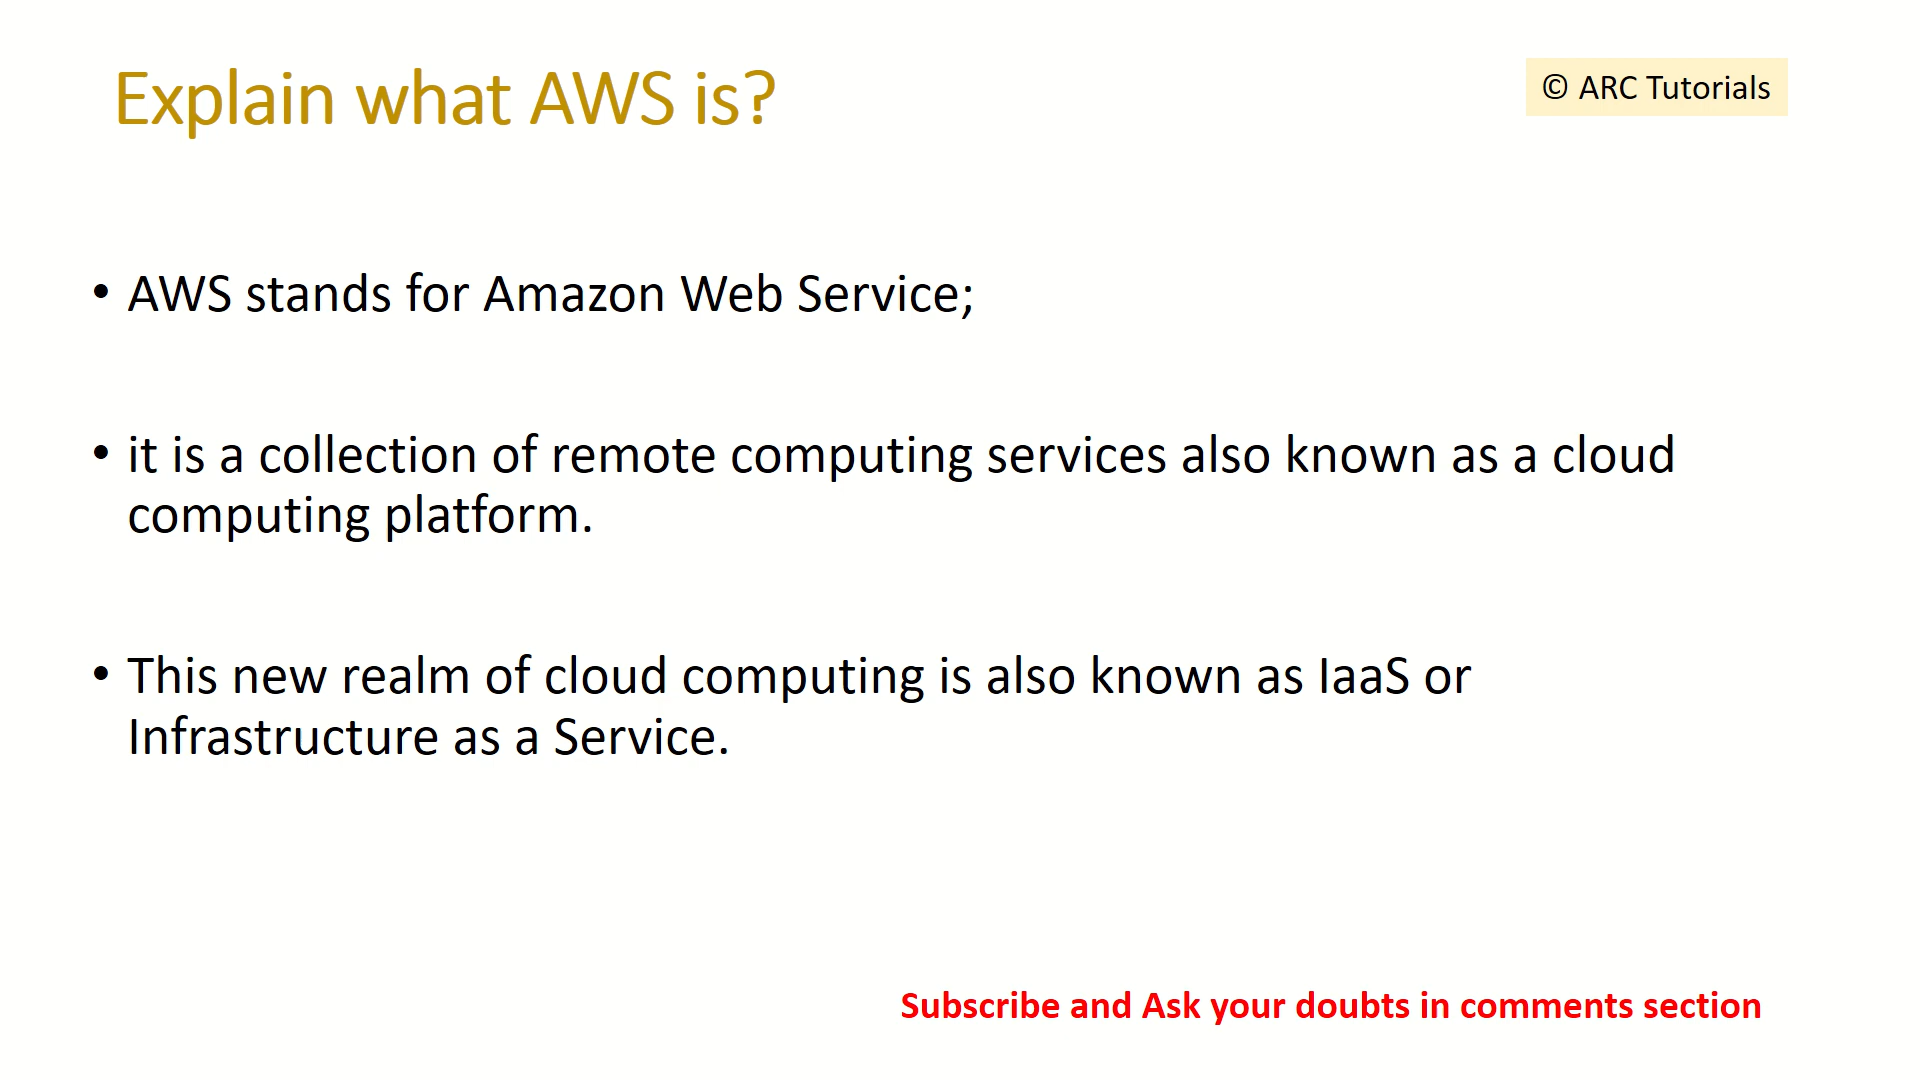 Explain what AWS is?
© ARC Tutorials
• AWS stands for Amazon Web Service;
• it is a collection of remote computing services also known as a cloud
computing platform.
• This new realm of cloud computing is also known as IaaS or
Infrastructure as a Service.
Subscribe and Ask your doubts in comments section